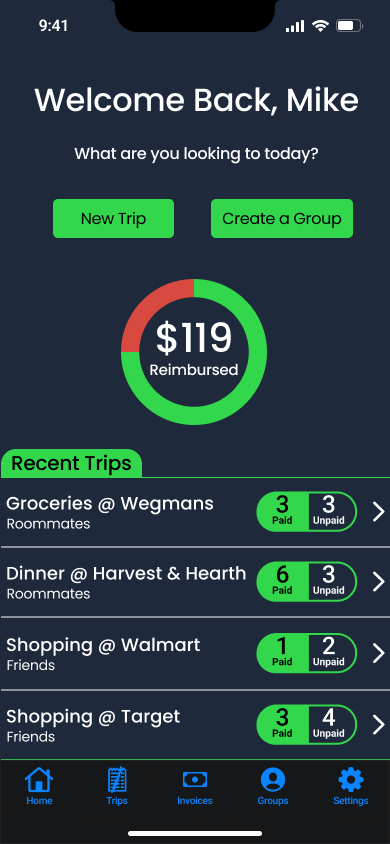 9:41
Welcome Back, Mike
What are you looking to today?
New Trip
Create a Group
$119
Reimbursed
Recent Trips
Groceries @ Wegmans
Roommates
3 Paid
3 Unpaid
Dinner @ Harvest & Hearth
Roommates
6 Paid
3 Unpaid
Shopping @ Walmart
Friends
1 Paid
2 Unpaid
Shopping @ Target
Friends
3 Paid
4 Unpaid
Home
Trips
Invoices
Groups
Settings